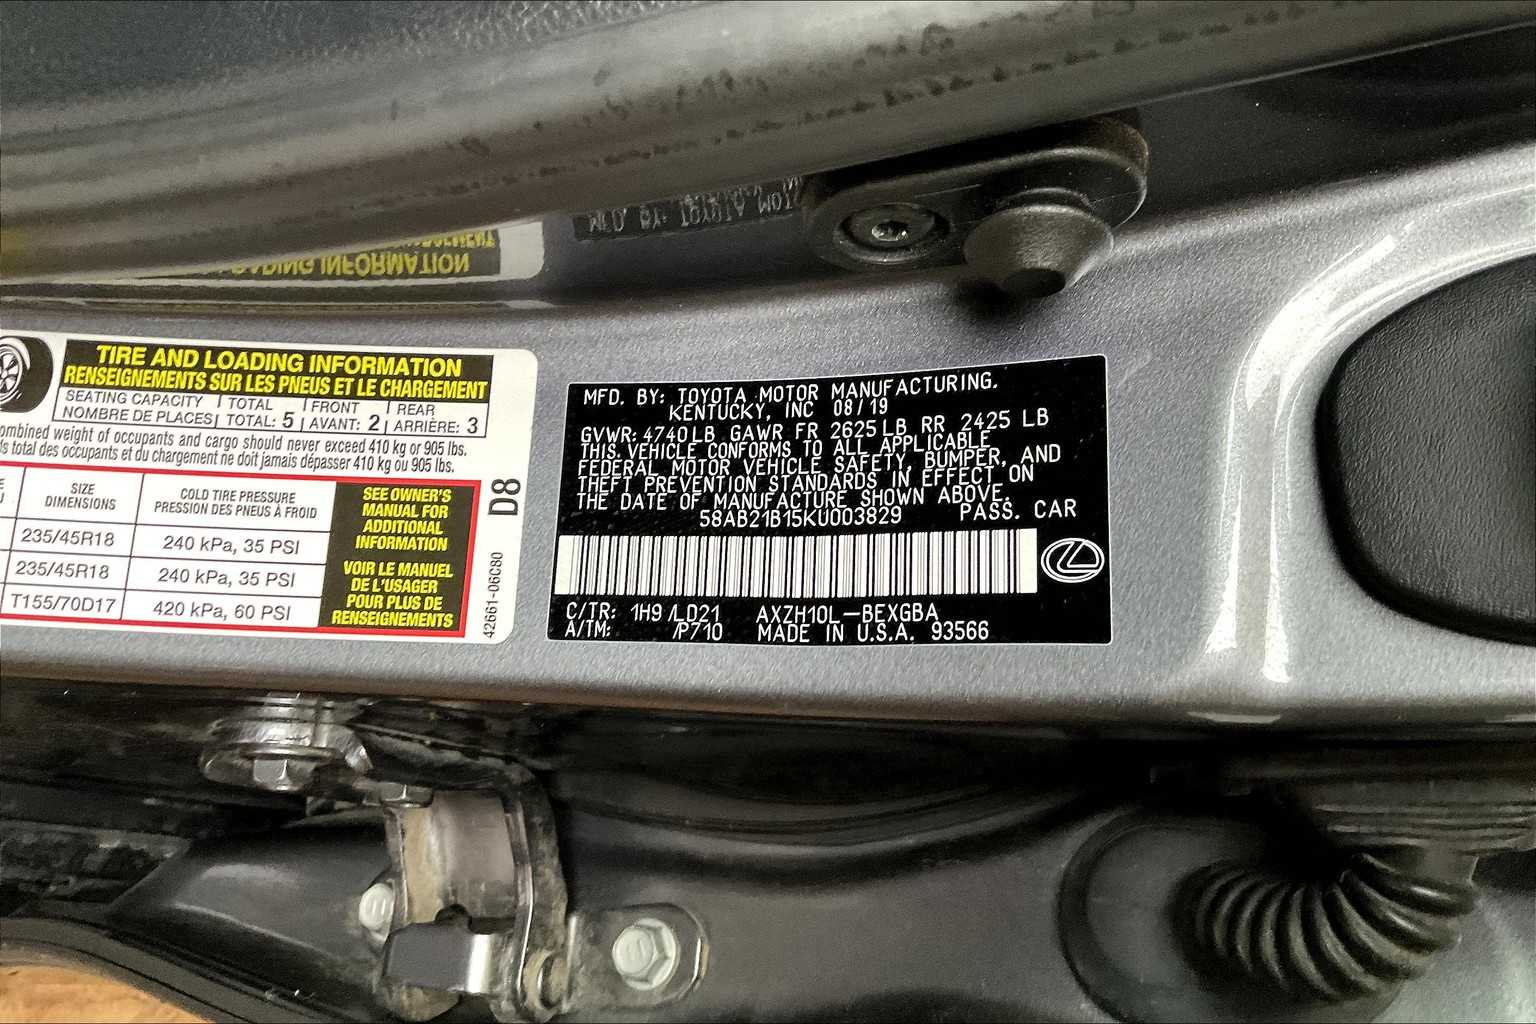 TIRE AND LOADING INFORMATION
RENSEIGNEMENTS SUR LES PNEUS ET LE CHARGEMENT
SEATING CAPACITY TOTAL FRONT REAR
NOMBRE DE PLACES TOTAL: 5 AVANT: 2 ARRIÈRE: 3
weight of occupants and cargo should never exceed 410 kg or 905 lbs.
total des occupants et du chargement ne doit jamais dépasser 410 kg ou 905 lbs.
SIZE
DIMENSIONS
COLD TIRE PRESSURE
PRESSION DES PNEUS À FROID
235/45R18 240 kPa, 35 PSI
235/45R18 240 kPa, 35 PSI
T155/70D17 420 kPa, 60 PSI
SEE OWNER'S
MANUAL FOR
ADDITIONAL
INFORMATION
VOIR LE MANUEL
DE L'USAGER
POUR PLUS DE
RENSEIGNEMENTS
D8
42661-06C80
MFD. BY: TOYOTA MOTOR MANUFACTURING.
KENTUCKY, INC 08/19
GVWR: 4740LB GAWR FR 2625LB RR 2425 LB
THIS VEHICLE CONFORMS TO ALL APPLICABLE
FEDERAL MOTOR VEHICLE SAFETY, BUMPER, AND
THEFT PREVENTION STANDARDS IN EFFECT ON
THE DATE OF MANUFACTURE SHOWN ABOVE.
58AB21B15KU003829 PASS. CAR
C/TR: 1H9 /LD21 AXZH10L-BEXGBA
A/TM: /P710 MADE IN U.S.A. 93566